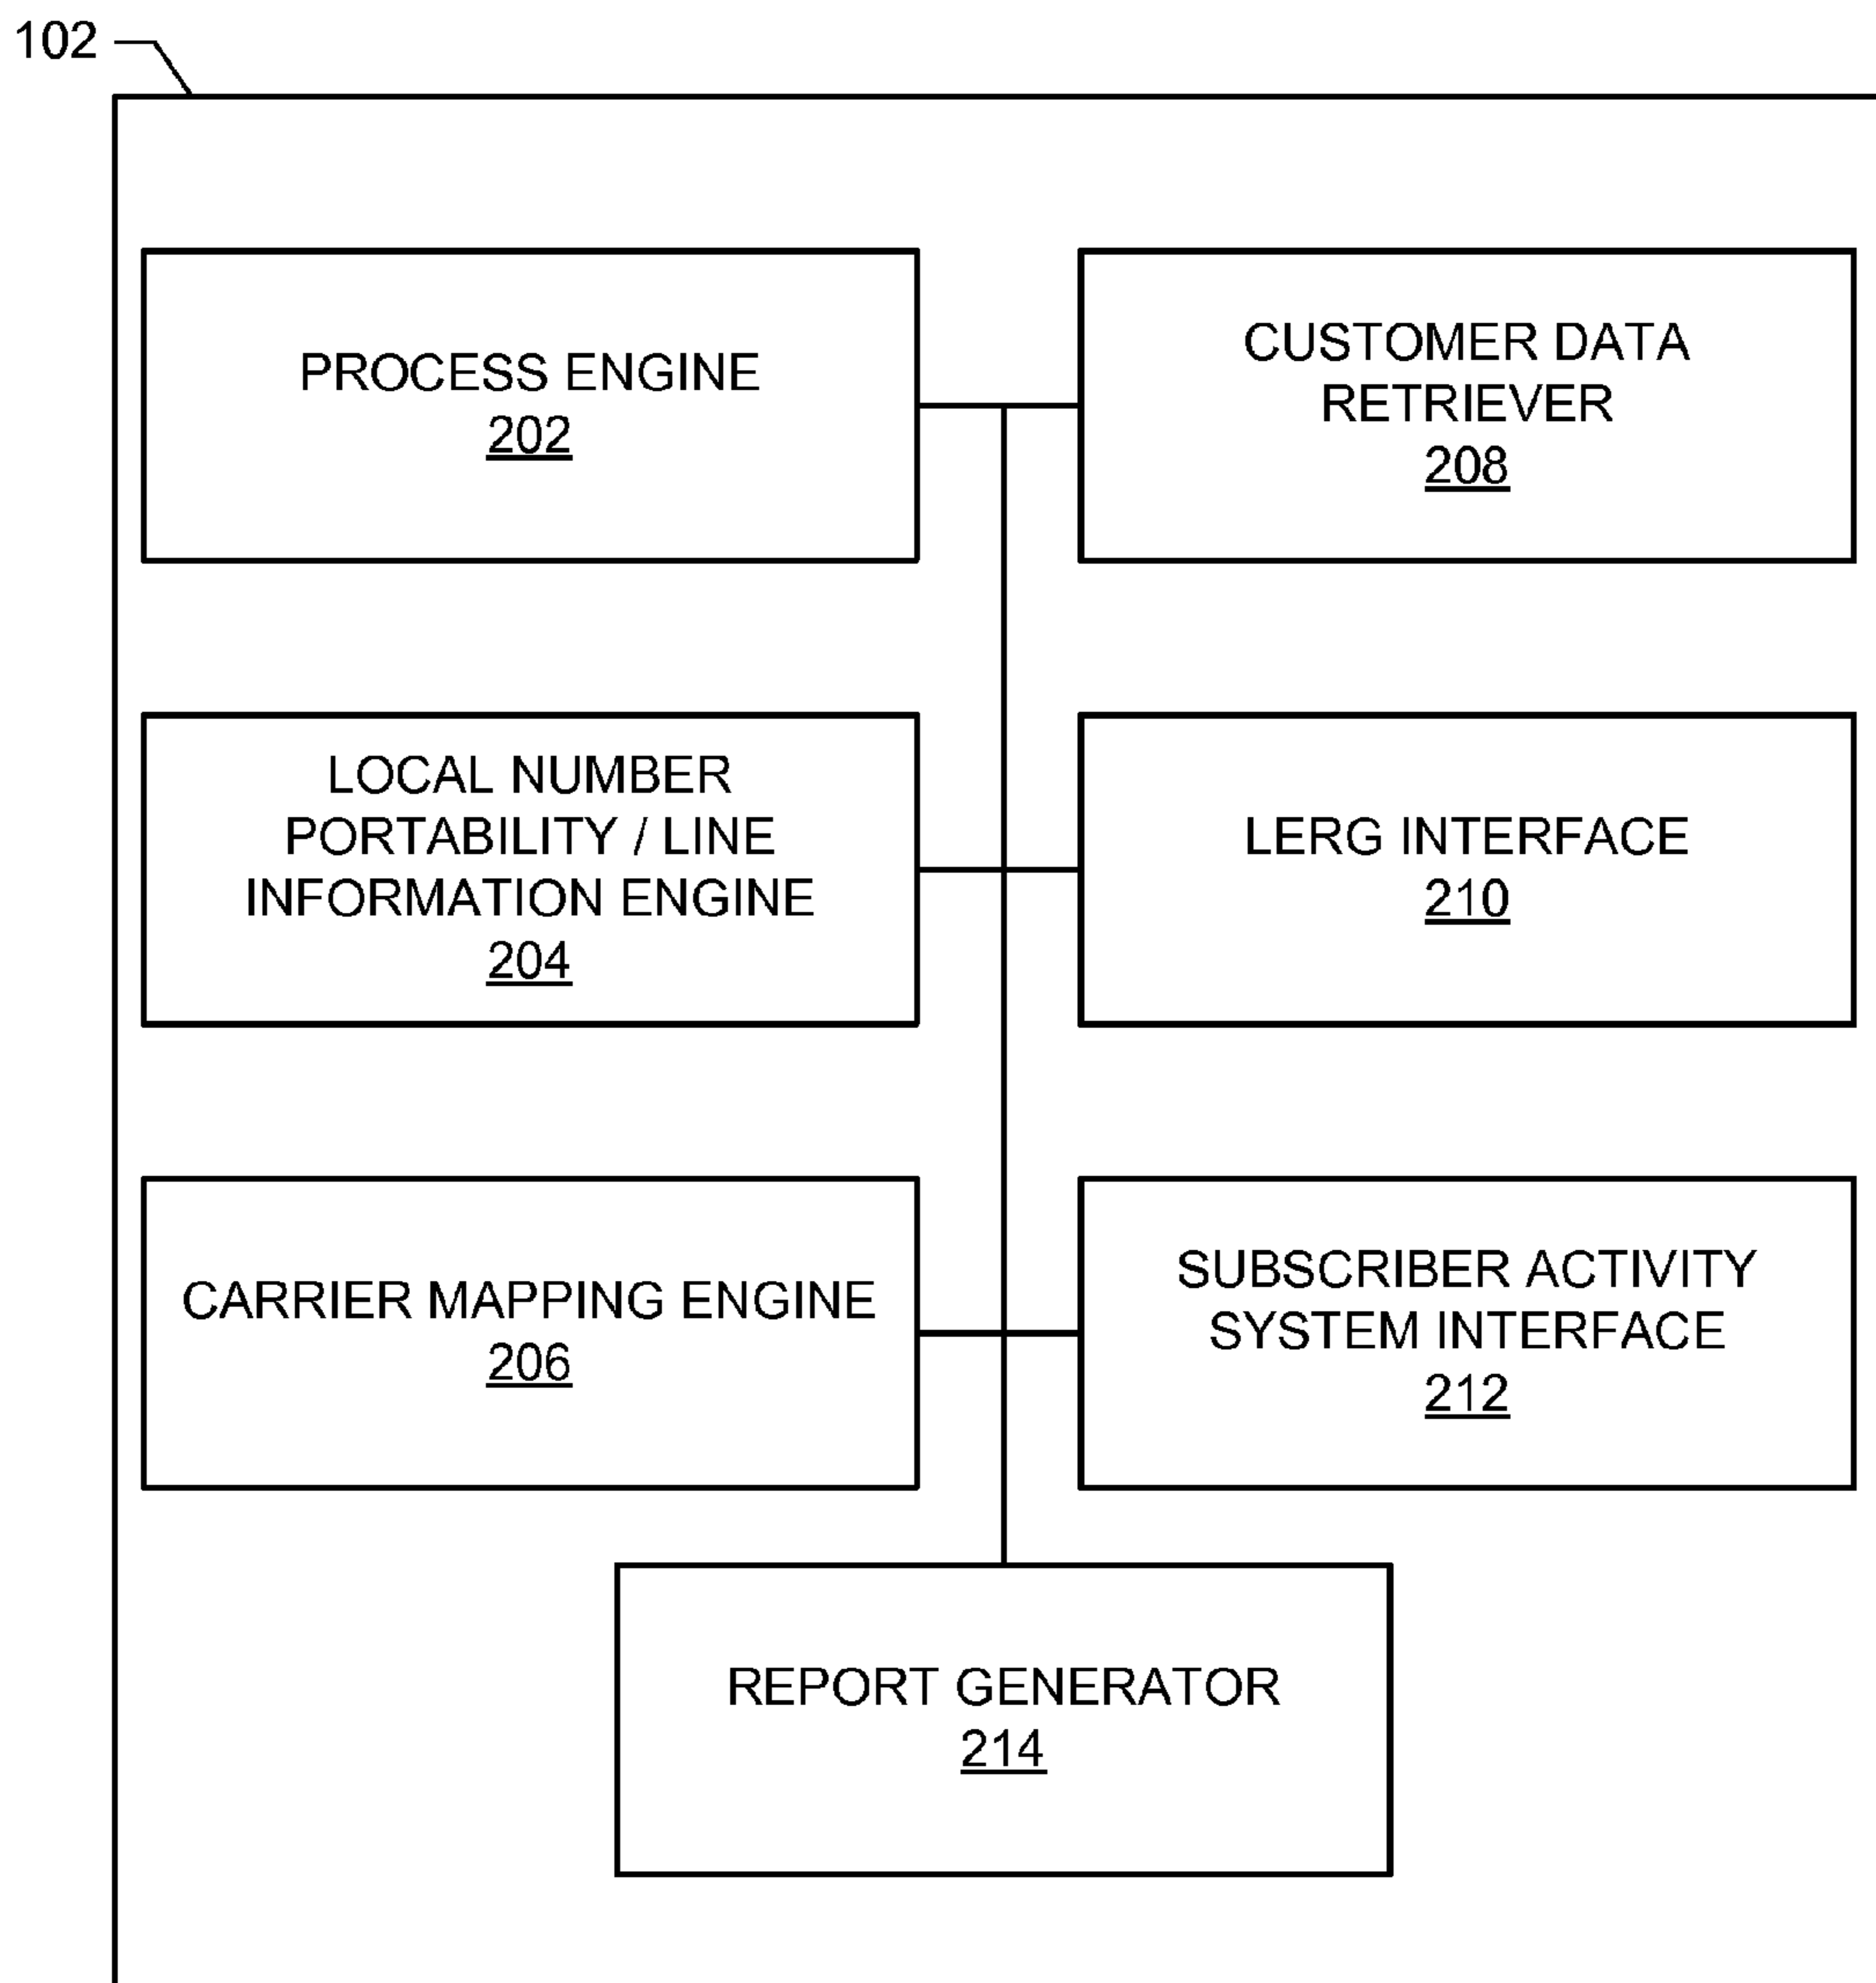 102
PROCESS ENGINE
202
CUSTOMER DATA
RETRIEVER
208
LOCAL NUMBER
PORTABILITY / LINE
INFORMATION ENGINE
204
LERG INTERFACE
210
CARRIER MAPPING ENGINE
206
SUBSCRIBER ACTIVITY
SYSTEM INTERFACE
212
REPORT GENERATOR
214